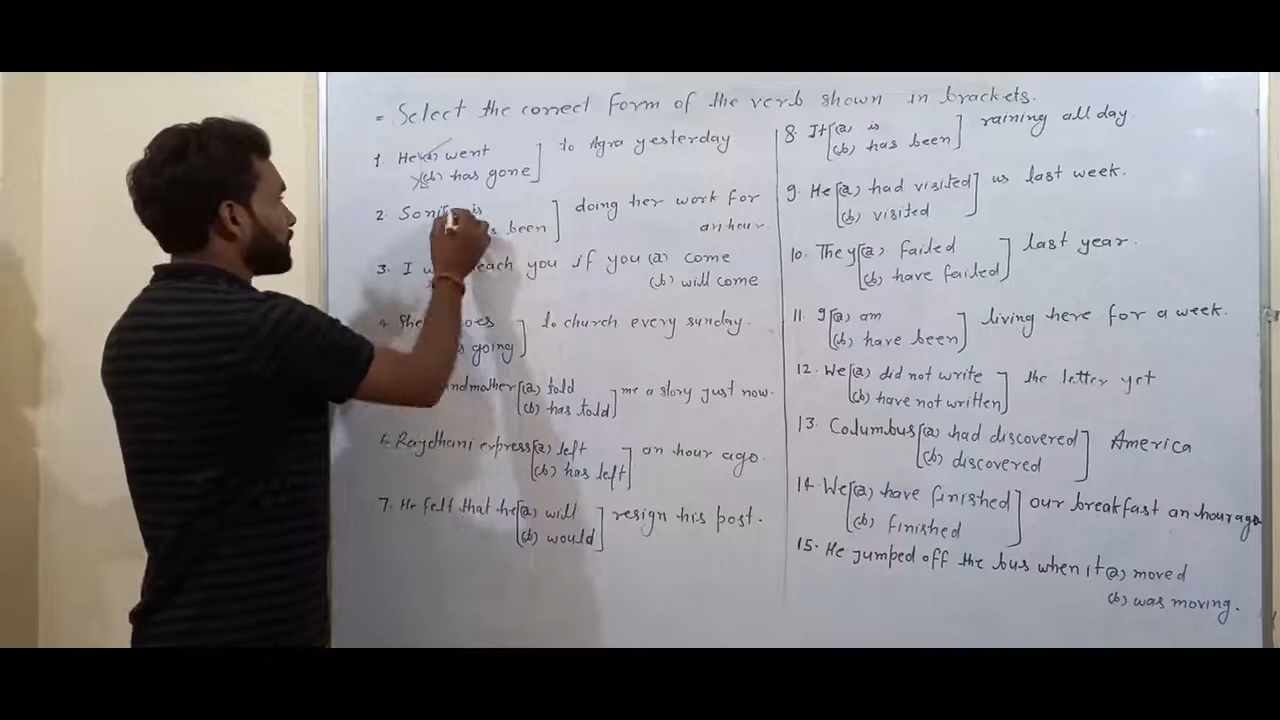 = Select the correct form of the verb shown in brackets.
1. He (a) went
(b) has gone ] to Agra yesterday
2. Sonita is
been ] doing her work for
an hour
3. I you if you (a) come
(b) will come
4. She
going ] to church every sunday.
(a) told
(b) has told ] me a story just now.
6. Rajdhani express [(a) left
(b) has left ] an hour ago.
7. He felt that he [(a) will
(b) would ] resign his post.
8. It [(a) is
(b) has been ] raining all day
9. He [(a) had visited
(b) visited ] us last week.
10. They [(a) failed
(b) have failed ] last year.
11. I [(a) am
(b) have been ] living here for a week.
12. We [(a) did not write
(b) have not written ] the letter yet
13. Columbus [(a) had discovered
(b) discovered ] America
14. We [(a) have finished
(b) finished ] our breakfast an hour ago
15. He jumped off the bus when it (a) moved
(b) was moving.